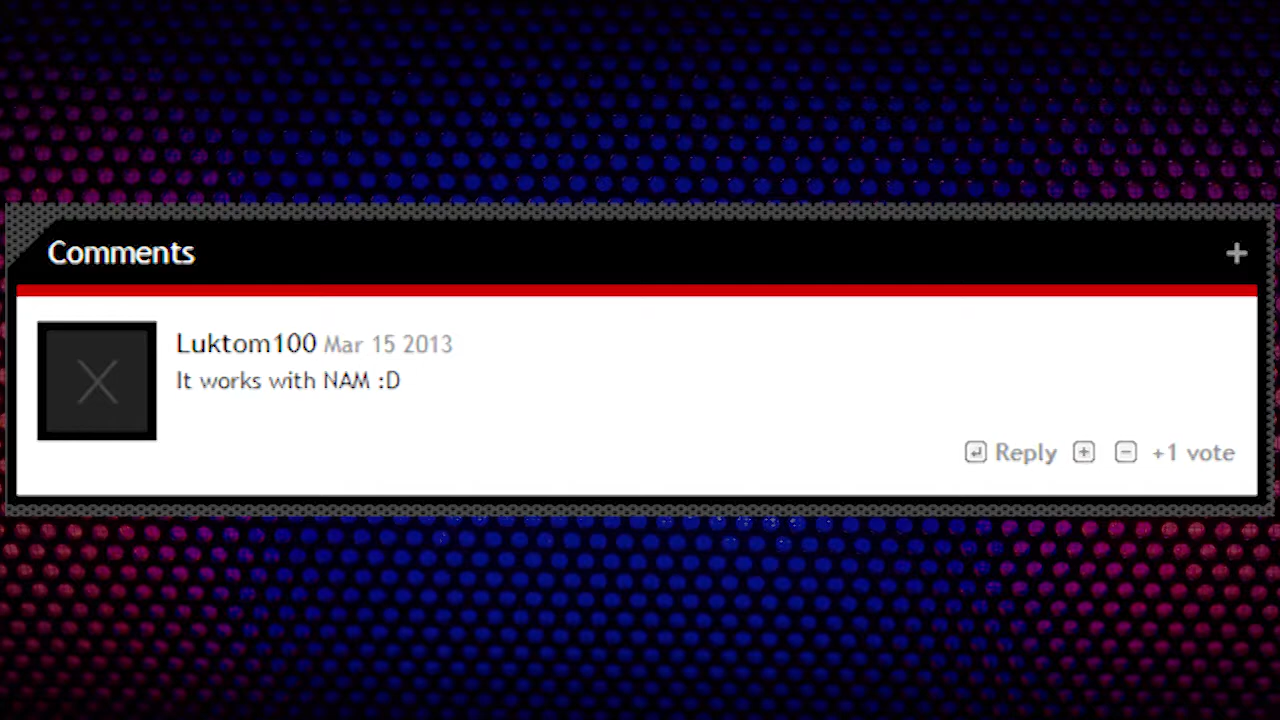 Comments
Luktom100 Mar 15 2013
It works with NAM :D
Reply +1 vote